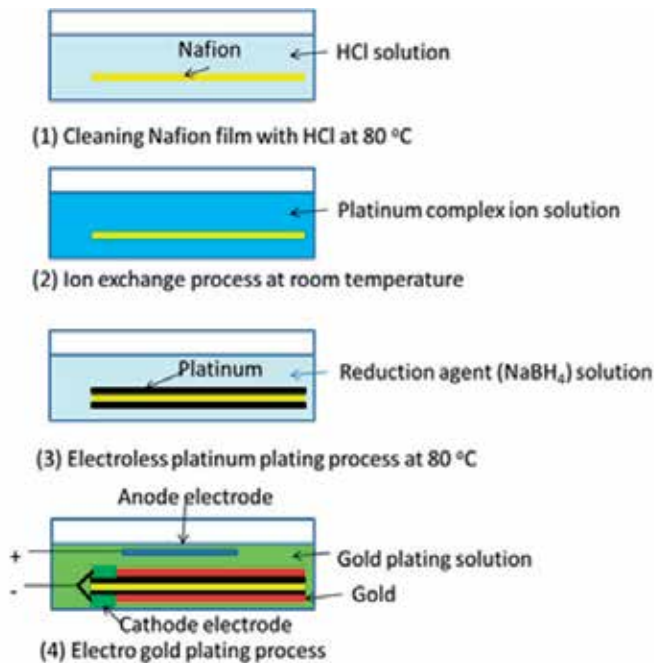 Nafion
HCl solution
(1) Cleaning Nafion film with HCl at 80 ºC
Platinum complex ion solution
(2) Ion exchange process at room temperature
Platinum
Reduction agent (NaBH₄) solution
(3) Electroless platinum plating process at 80 ºC
Anode electrode
+
Gold plating solution
-
Gold
Cathode electrode
(4) Electro gold plating process